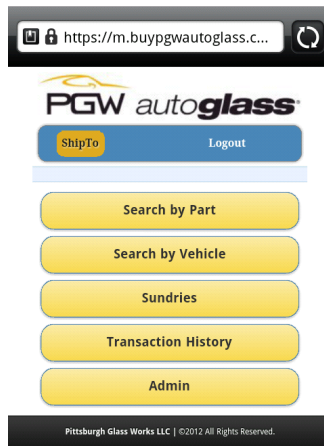 https://m.buypgwautoglass.c...
PGW autoglass
ShipTo
Logout
Search by Part
Search by Vehicle
Sundries
Transaction History
Admin
Pittsburgh Glass Works LLC | ©2012 All Rights Reserved.